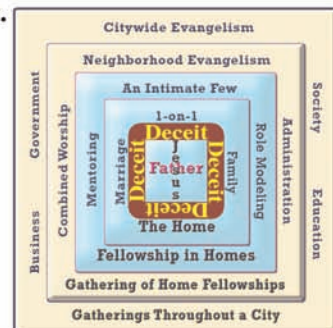 Citywide Evangelism
Neighborhood Evangelism
An Intimate Few
1-on-1
Deceit
Government
Business
Combined Worship
Mentoring
Marriage
Deceit
Jesus
Father
Deceit
Family
Role Modeling
Administration
Society
Education
Deceit
The Home
Fellowship in Homes
Gathering of Home Fellowships
Gatherings Throughout a City